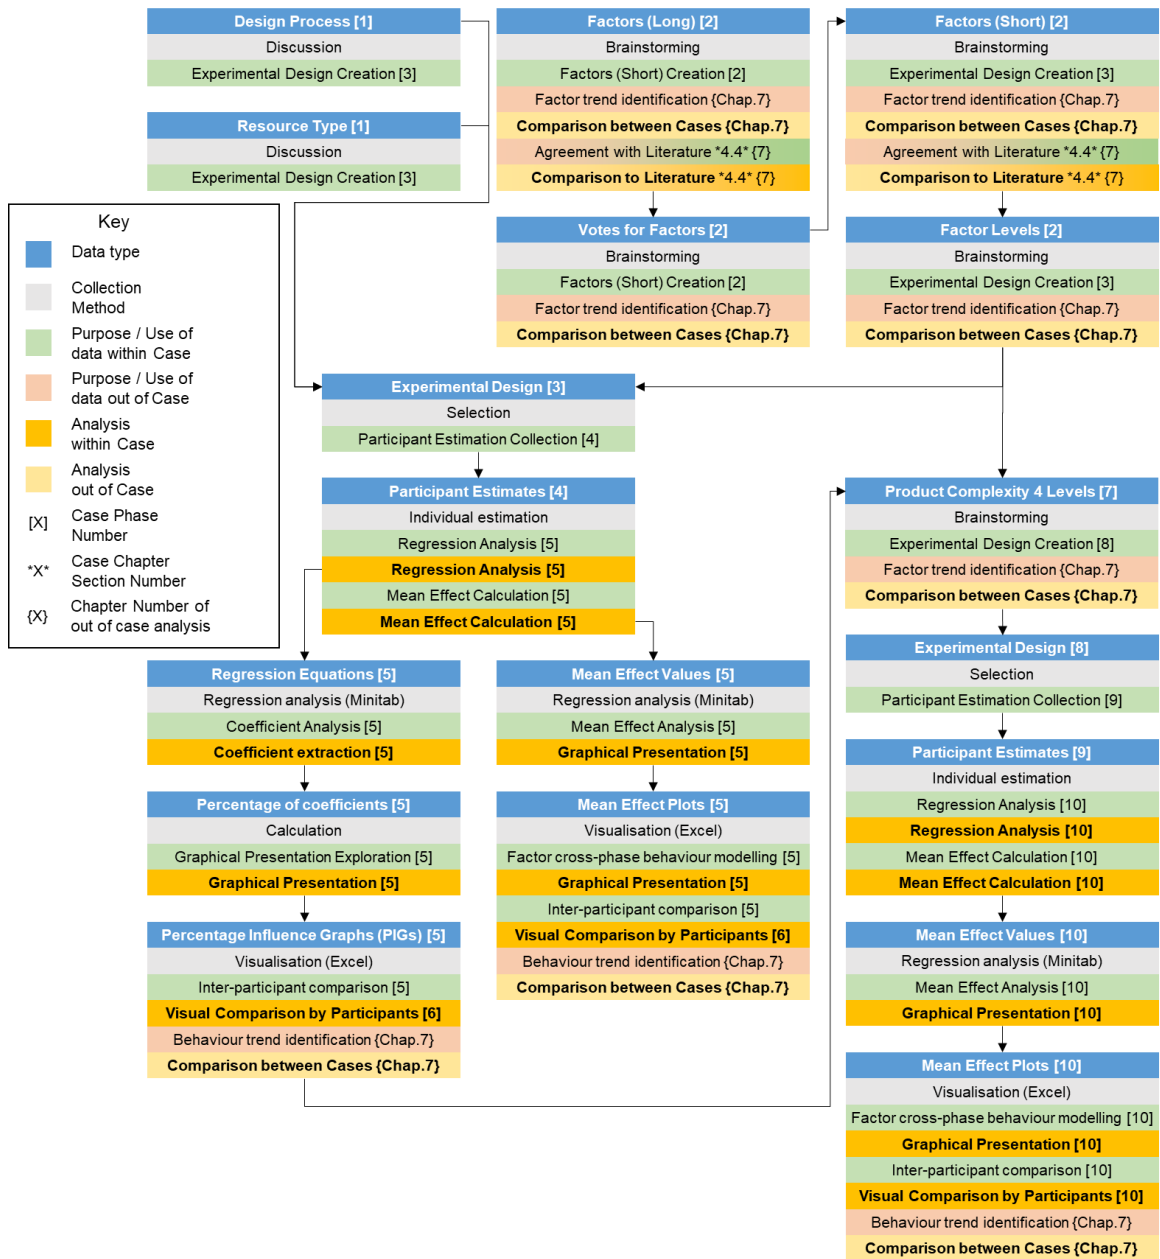 Design Process [1]
Discussion
Experimental Design Creation [3]
Resource Type [1]
Discussion
Experimental Design Creation [3]
Factors (Long) [2]
Brainstorming
Factors (Short) Creation [2]
Factor trend identification {Chap.7}
Comparison between Cases {Chap.7}
Agreement with Literature *4.4* {7}
Comparison to Literature *4.4* {7}
Votes for Factors [2]
Brainstorming
Factors (Short) Creation [2]
Factor trend identification {Chap.7}
Comparison between Cases {Chap.7}
Factors (Short) [2]
Brainstorming
Experimental Design Creation [3]
Factor trend identification {Chap.7}
Comparison between Cases {Chap.7}
Agreement with Literature *4.4* {7}
Comparison to Literature *4.4* {7}
Factor Levels [2]
Brainstorming
Experimental Design Creation [3]
Factor trend identification {Chap.7}
Comparison between Cases {Chap.7}
Key
Data type
Collection
Method
Purpose / Use of
data within Case
Purpose / Use of
data out of Case
Analysis
within Case
Analysis
out of Case
[X]
Case Phase
Number
*X*
Case Chapter
Section Number
{X}
Chapter Number of
out of case analysis
Experimental Design [3]
Selection
Participant Estimation Collection [4]
Participant Estimates [4]
Individual estimation
Regression Analysis [5]
Regression Analysis [5]
Mean Effect Calculation [5]
Mean Effect Calculation [5]
Regression Equations [5]
Regression analysis (Minitab)
Coefficient Analysis [5]
Coefficient extraction [5]
Percentage of coefficients [5]
Calculation
Graphical Presentation Exploration [5]
Graphical Presentation [5]
Percentage Influence Graphs (PIGs) [5]
Visualisation (Excel)
Inter-participant comparison [5]
Visual Comparison by Participants [6]
Behaviour trend identification {Chap.7}
Comparison between Cases {Chap.7}
Mean Effect Values [5]
Regression analysis (Minitab)
Mean Effect Analysis [5]
Graphical Presentation [5]
Mean Effect Plots [5]
Visualisation (Excel)
Factor cross-phase behaviour modelling [5]
Graphical Presentation [5]
Inter-participant comparison [5]
Visual Comparison by Participants [6]
Behaviour trend identification {Chap.7}
Comparison between Cases {Chap.7}
Product Complexity 4 Levels [7]
Brainstorming
Experimental Design Creation [8]
Factor trend identification {Chap.7}
Comparison between Cases {Chap.7}
Experimental Design [8]
Selection
Participant Estimation Collection [9]
Participant Estimates [9]
Individual estimation
Regression Analysis [10]
Regression Analysis [10]
Mean Effect Calculation [10]
Mean Effect Calculation [10]
Mean Effect Values [10]
Regression analysis (Minitab)
Mean Effect Analysis [10]
Graphical Presentation [10]
Mean Effect Plots [10]
Visualisation (Excel)
Factor cross-phase behaviour modelling [10]
Graphical Presentation [10]
Inter-participant comparison [10]
Visual Comparison by Participants [10]
Behaviour trend identification {Chap.7}
Comparison between Cases {Chap.7}